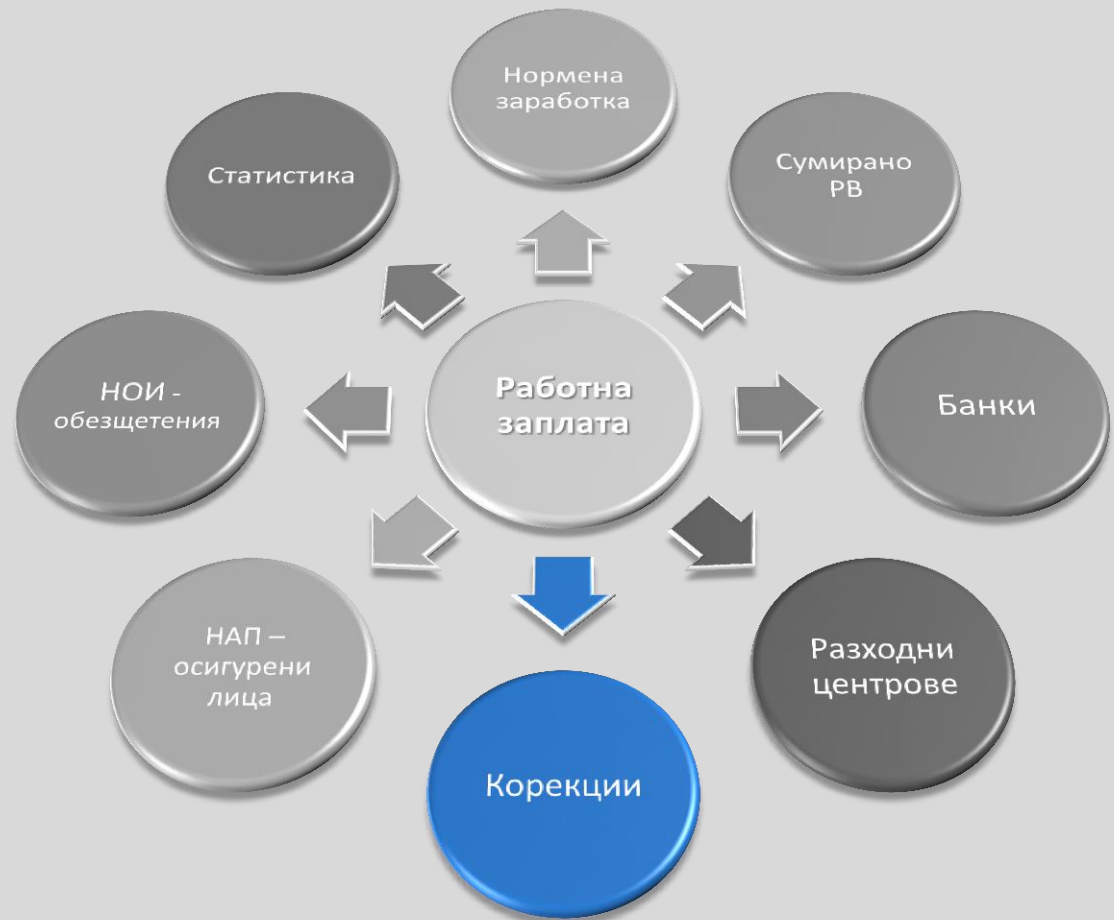 Нормена
заработка
Статистика
Сумирано
РВ
НОИ -
обезщетения
Работна
заплата
Банки
НАП –
осигурени
лица
Разходни
центрове
Корекции